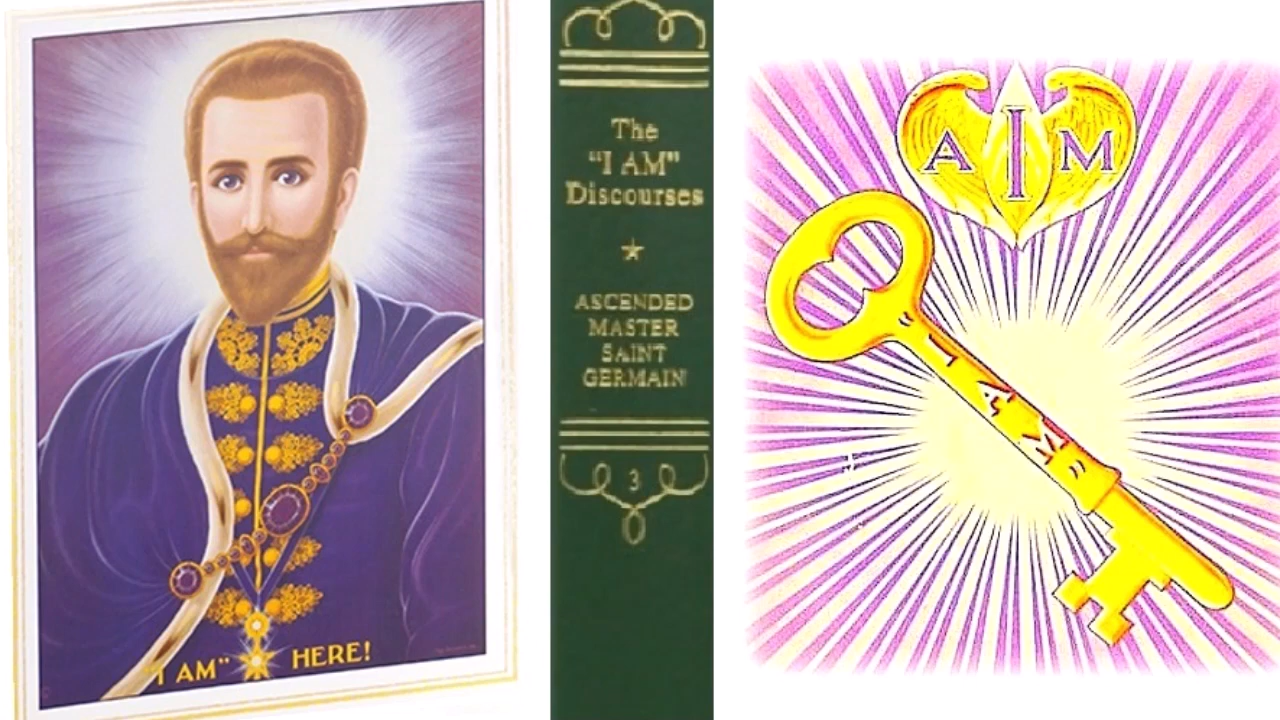 "I AM" HERE!
The
"I AM"
Discourses
ASCENDED
MASTER
SAINT
GERMAIN
3
A I M
"I AM"